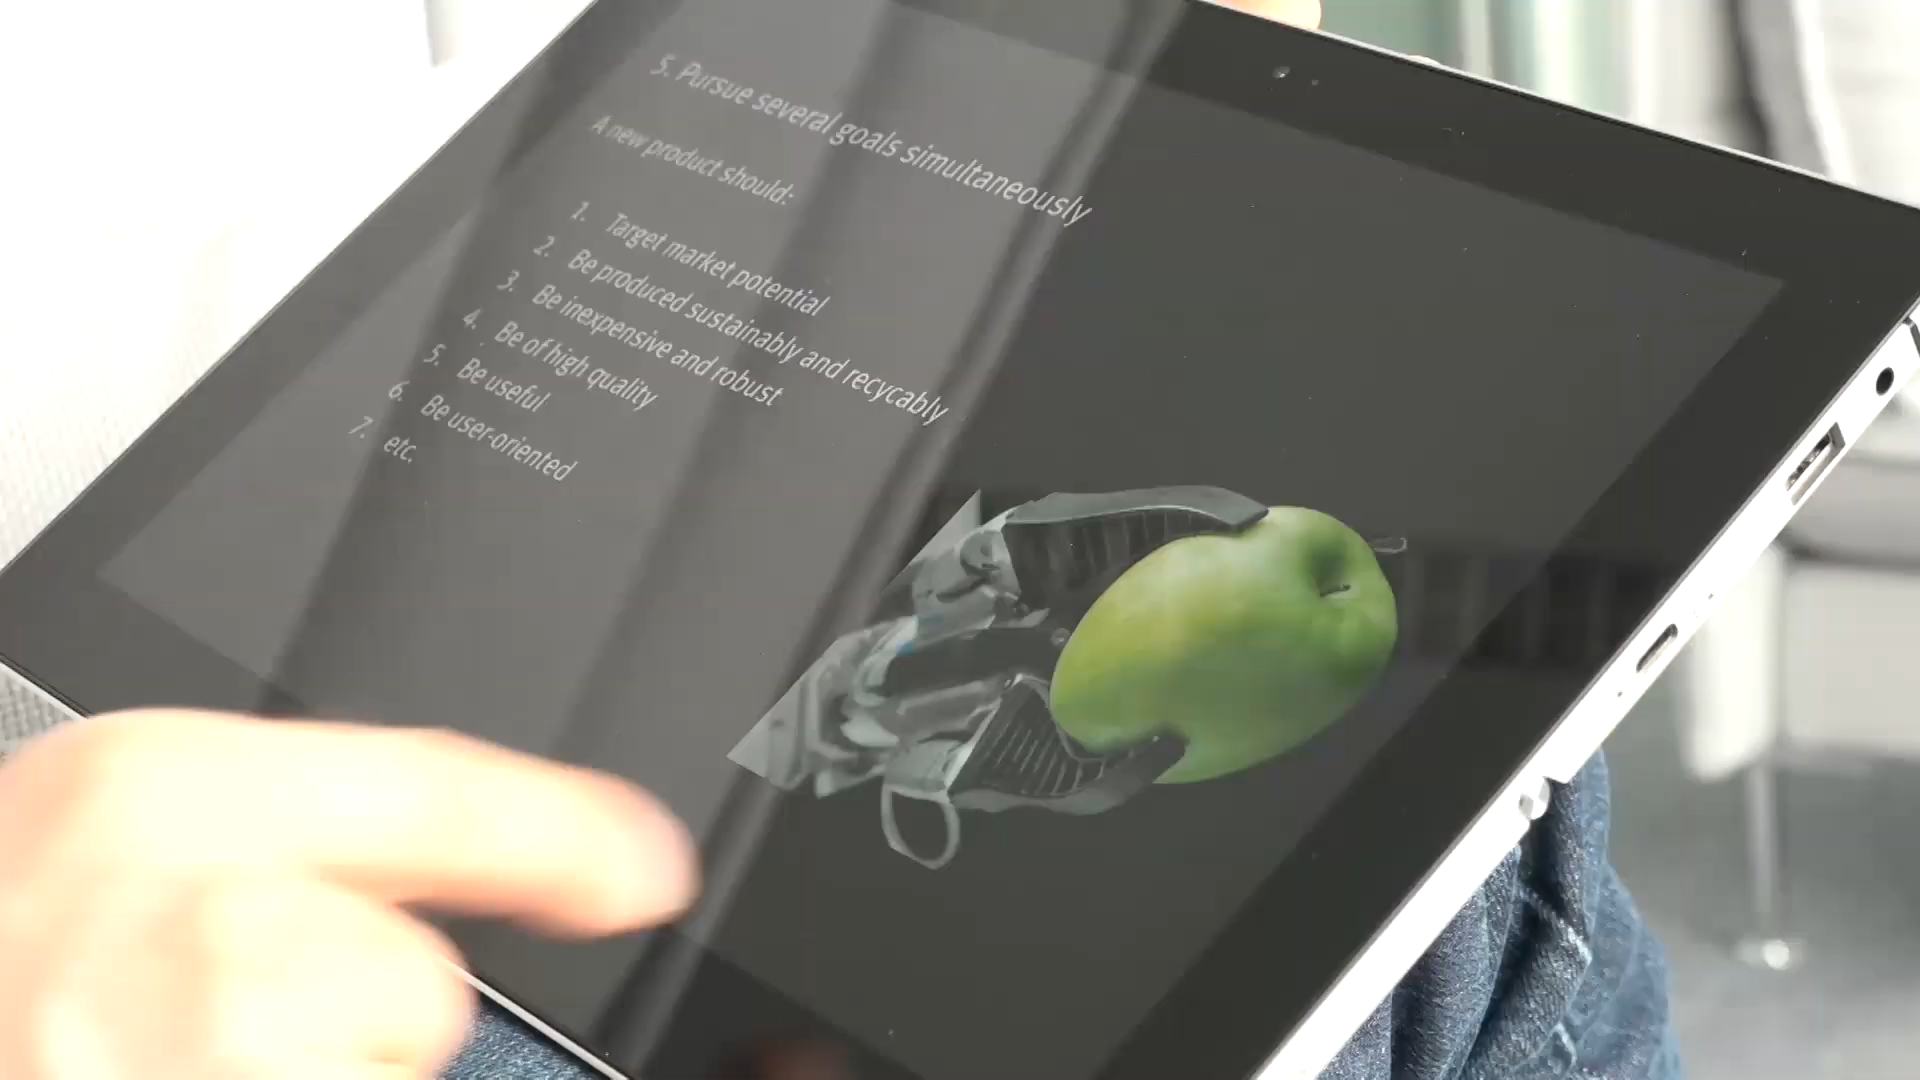 5. Pursue several goals simultaneously
A new product should:
1. Target market potential
2. Be produced sustainably and recycably
3. Be inexpensive and robust
4. Be of high quality
5. Be useful
6. Be user-oriented
7. etc.